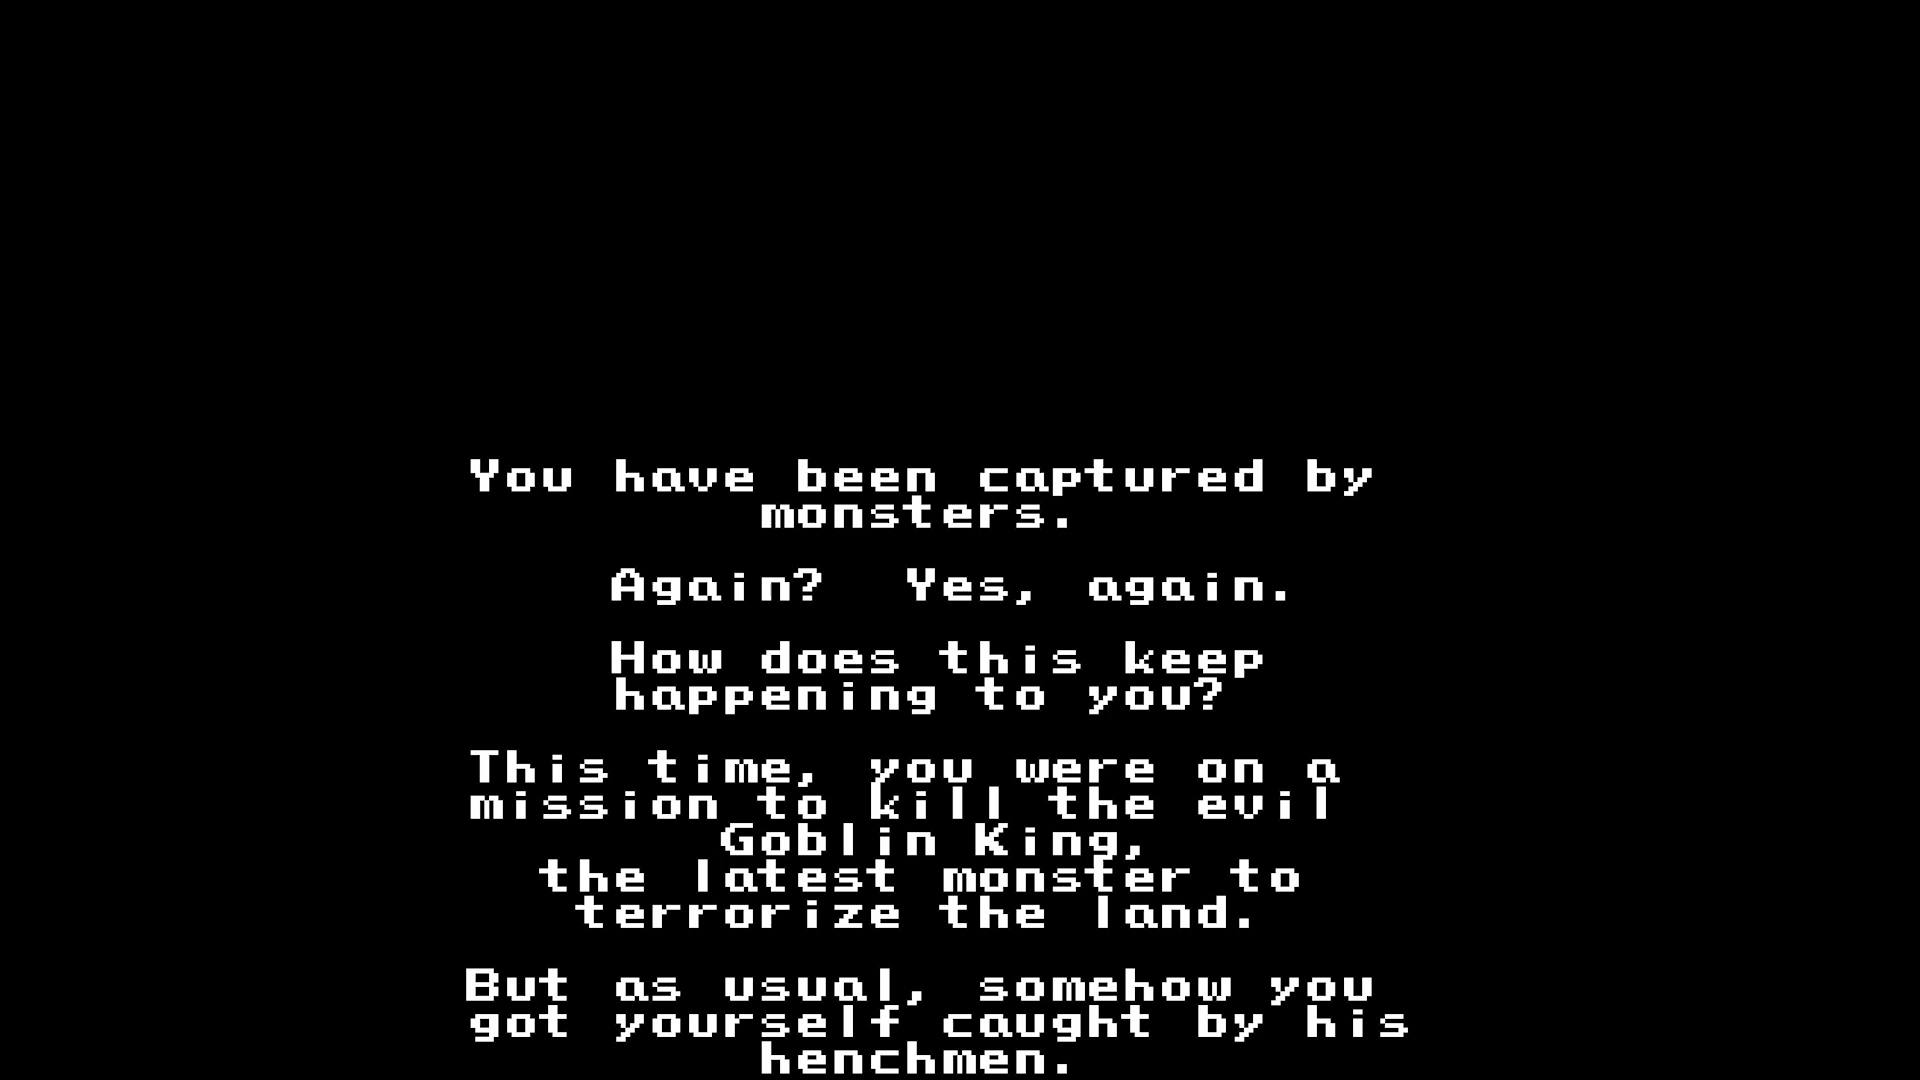 You have been captured by
monsters.
Again?  Yes, again.
How does this keep
happening to you?
This time, you were on a
mission to kill the evil
Goblin King,
the latest monster to
terrorize the land.
But as usual, somehow you
got yourself caught by his
henchmen.